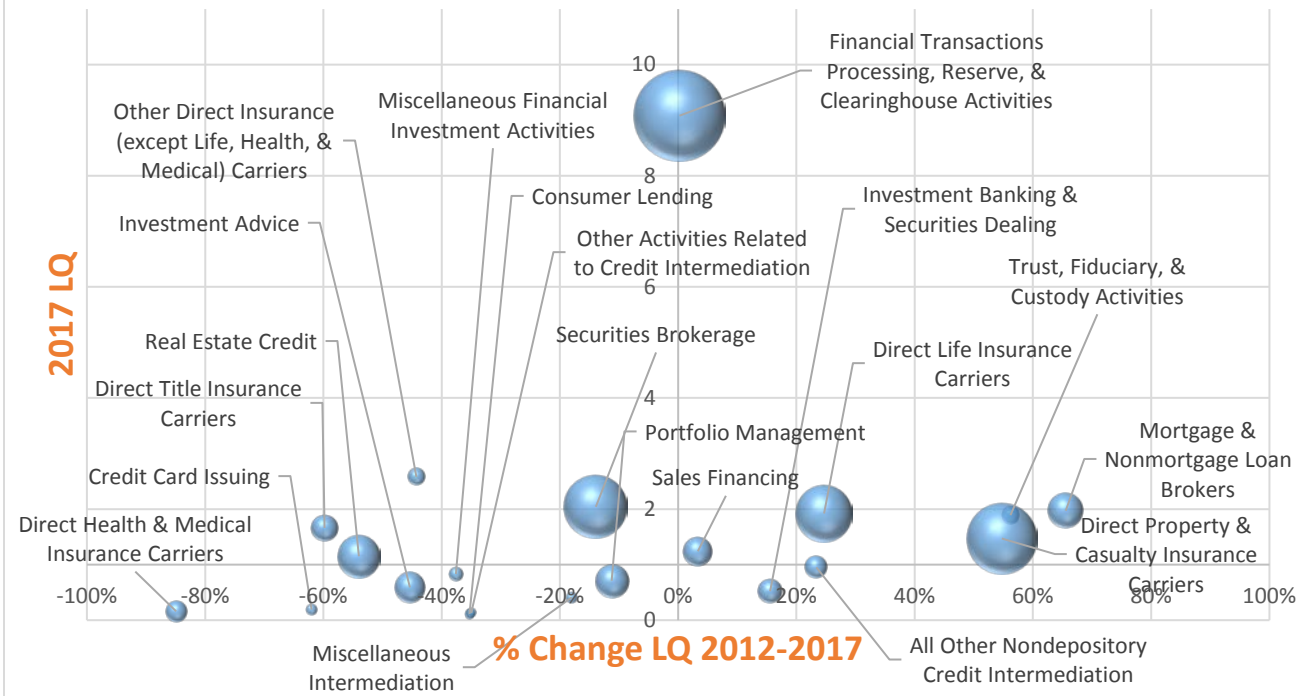 10
8
6
4
2
0
-100%
-80%
-60%
-40%
-20%
0%
20%
40%
60%
80%
100%
2017 LQ
% Change LQ 2012-2017
Financial Transactions
Processing, Reserve, &
Clearinghouse Activities
Other Direct Insurance
(except Life, Health, &
Medical) Carriers
Miscellaneous Financial
Investment Activities
Consumer Lending
Investment Advice
Other Activities Related
to Credit Intermediation
Investment Banking &
Securities Dealing
Trust, Fiduciary, &
Custody Activities
Real Estate Credit
Securities Brokerage
Direct Life Insurance
Carriers
Direct Title Insurance
Carriers
Portfolio Management
Mortgage &
Nonmortgage Loan
Brokers
Credit Card Issuing
Sales Financing
Direct Health & Medical
Insurance Carriers
Direct Property &
Casualty Insurance
Carriers
Miscellaneous
Intermediation
All Other Nondepository
Credit Intermediation